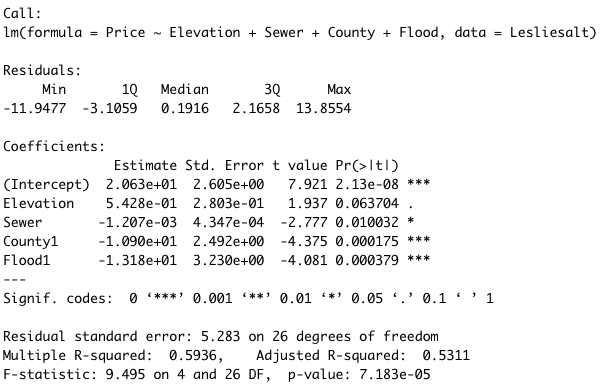 Call:
lm(formula = Price ~ Elevation + Sewer + County + Flood, data = Lesliesalt)
Residuals:
Min 1Q Median 3Q Max
-11.9477 -3.1059 0.1916 2.1658 13.8554
Coefficients:
Estimate Std. Error t value Pr(>|t|)
(Intercept) 2.063e+01 2.605e+00 7.921 2.13e-08 ***
Elevation 5.428e-01 2.803e-01 1.937 0.063704 .
Sewer -1.207e-03 4.347e-04 -2.777 0.010032 *
County1 -1.090e+01 2.492e+00 -4.375 0.000175 ***
Flood1 -1.318e+01 3.230e+00 -4.081 0.000379 ***
---
Signif. codes: 0 ‘***’ 0.001 ‘**’ 0.01 ‘*’ 0.05 ‘.’ 0.1 ‘ ’ 1
Residual standard error: 5.283 on 26 degrees of freedom
Multiple R-squared: 0.5936, Adjusted R-squared: 0.5311
F-statistic: 9.495 on 4 and 26 DF, p-value: 7.183e-05